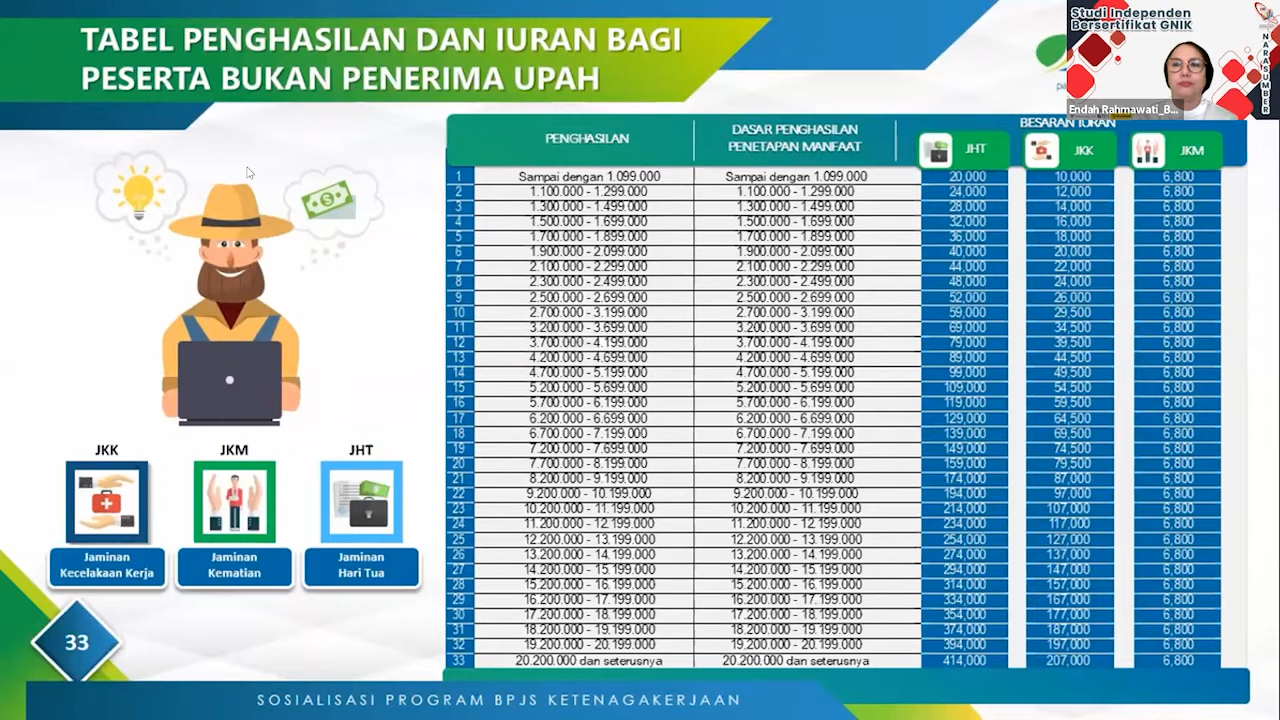 TABEL PENGHASILAN DAN IURAN BAGI
PESERTA BUKAN PENERIMA UPAH
Studi Independen
Bersertifikat GNIK
NARASUMBER
Endah Rahmawati_B...
PENGHASILAN
DASAR PENGHASILAN
PENETAPAN MANFAAT
BESARAN IURAN
JHT
JKK
JKM
1 Sampai dengan 1.099.000 Sampai dengan 1.099.000 20,000 10,000 6,800
2 1.100.000 - 1.299.000 1.100.000 - 1.299.000 24,000 12,000 6,800
3 1.300.000 - 1.499.000 1.300.000 - 1.499.000 28,000 14,000 6,800
4 1.500.000 - 1.699.000 1.500.000 - 1.699.000 32,000 16,000 6,800
5 1.700.000 - 1.899.000 1.700.000 - 1.899.000 36,000 18,000 6,800
6 1.900.000 - 2.099.000 1.900.000 - 2.099.000 40,000 20,000 6,800
7 2.100.000 - 2.299.000 2.100.000 - 2.299.000 44,000 22,000 6,800
8 2.300.000 - 2.499.000 2.300.000 - 2.499.000 48,000 24,000 6,800
9 2.500.000 - 2.699.000 2.500.000 - 2.699.000 52,000 26,000 6,800
10 2.700.000 - 3.199.000 2.700.000 - 3.199.000 59,000 29,500 6,800
11 3.200.000 - 3.699.000 3.200.000 - 3.699.000 69,000 34,500 6,800
12 3.700.000 - 4.199.000 3.700.000 - 4.199.000 79,000 39,500 6,800
13 4.200.000 - 4.699.000 4.200.000 - 4.699.000 89,000 44,500 6,800
14 4.700.000 - 5.199.000 4.700.000 - 5.199.000 99,000 49,500 6,800
15 5.200.000 - 5.699.000 5.200.000 - 5.699.000 109,000 54,500 6,800
16 5.700.000 - 6.199.000 5.700.000 - 6.199.000 119,000 59,500 6,800
17 6.200.000 - 6.699.000 6.200.000 - 6.699.000 129,000 64,500 6,800
18 6.700.000 - 7.199.000 6.700.000 - 7.199.000 139,000 69,500 6,800
19 7.200.000 - 7.699.000 7.200.000 - 7.699.000 149,000 74,500 6,800
20 7.700.000 - 8.199.000 7.700.000 - 8.199.000 159,000 79,500 6,800
21 8.200.000 - 9.199.000 8.200.000 - 9.199.000 174,000 87,000 6,800
22 9.200.000 - 10.199.000 9.200.000 - 10.199.000 194,000 97,000 6,800
23 10.200.000 - 11.199.000 10.200.000 - 11.199.000 214,000 107,000 6,800
24 11.200.000 - 12.199.000 11.200.000 - 12.199.000 234,000 117,000 6,800
25 12.200.000 - 13.199.000 12.200.000 - 13.199.000 254,000 127,000 6,800
26 13.200.000 - 14.199.000 13.200.000 - 14.199.000 274,000 137,000 6,800
27 14.200.000 - 15.199.000 14.200.000 - 15.199.000 294,000 147,000 6,800
28 15.200.000 - 16.199.000 15.200.000 - 16.199.000 314,000 157,000 6,800
29 16.200.000 - 17.199.000 16.200.000 - 17.199.000 334,000 167,000 6,800
30 17.200.000 - 18.199.000 17.200.000 - 18.199.000 354,000 177,000 6,800
31 18.200.000 - 19.199.000 18.200.000 - 19.199.000 374,000 187,000 6,800
32 19.200.000 - 20.199.000 19.200.000 - 20.199.000 394,000 197,000 6,800
33 20.200.000 dan seterusnya 20.200.000 dan seterusnya 414,000 207,000 6,800
JKK
JKM
JHT
Jaminan
Kecelakaan Kerja
Jaminan
Kematian
Jaminan
Hari Tua
33
SOSIALISASI PROGRAM BPJS KETENAGAKERJAAN